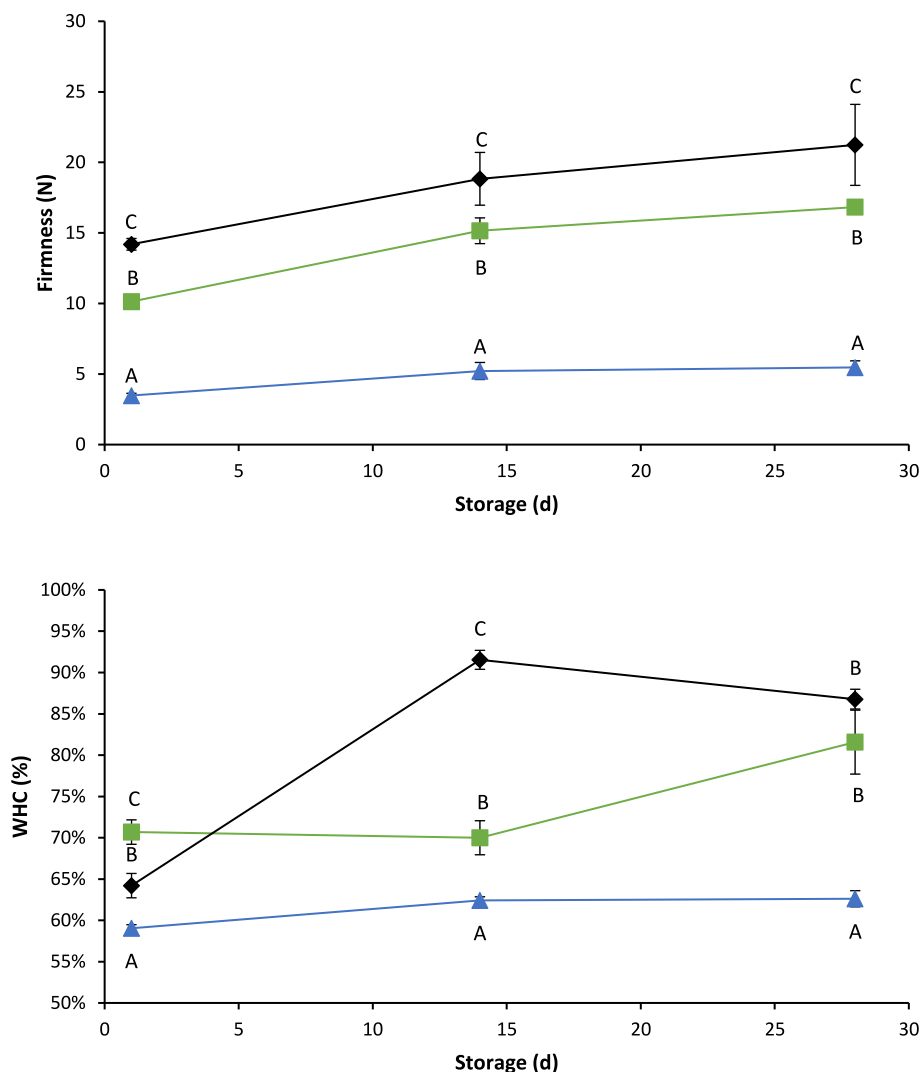 30
25
20
15
10
5
0
Firmness (N)
C
C
C
B
B
B
A
A
A
0 5 10 15 20 25 30
Storage (d)
100%
95%
90%
85%
80%
75%
70%
65%
60%
55%
50%
WHC (%)
C
B
C
B
B
B
A
A
A
0 5 10 15 20 25 30
Storage (d)